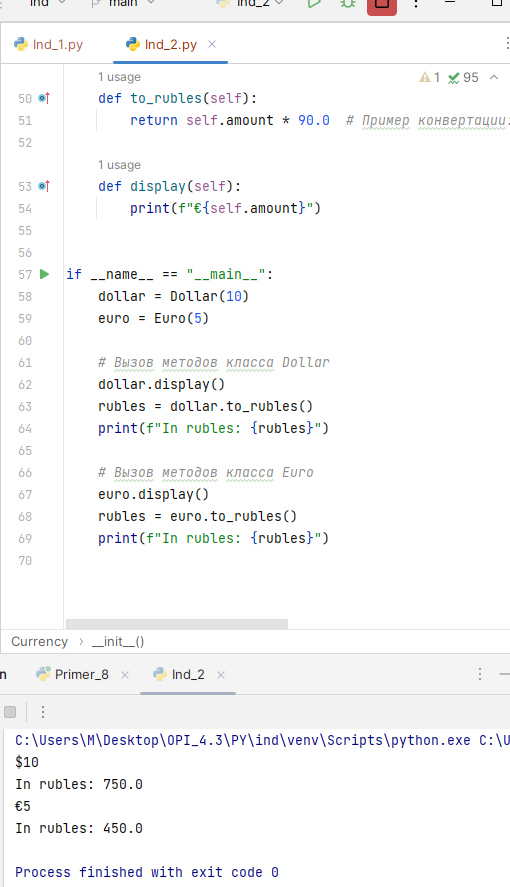 ind main Ind_2
Ind_1.py Ind_2.py
1 usage 1 95
50 def to_rubles(self):
51 return self.amount * 90.0 # Пример конвертации:
52
1 usage
53 def display(self):
54 print(f"€{self.amount}")
55
56
57 if __name__ == "__main__":
58 dollar = Dollar(10)
59 euro = Euro(5)
60
61 # Вызов методов класса Dollar
62 dollar.display()
63 rubles = dollar.to_rubles()
64 print(f"In rubles: {rubles}")
65
66 # Вызов методов класса Euro
67 euro.display()
68 rubles = euro.to_rubles()
69 print(f"In rubles: {rubles}")
70
Currency › __init__()
n Primer_8 Ind_2
C:\Users\M\Desktop\OPI_4.3\PY\ind\venv\Scripts\python.exe C:\U
$10
In rubles: 750.0
€5
In rubles: 450.0
Process finished with exit code 0